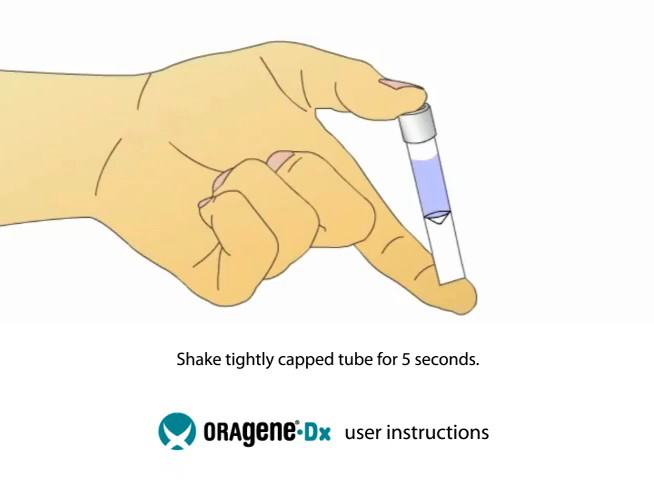 Shake tightly capped tube for 5 seconds.
ORAgene®•Dx user instructions